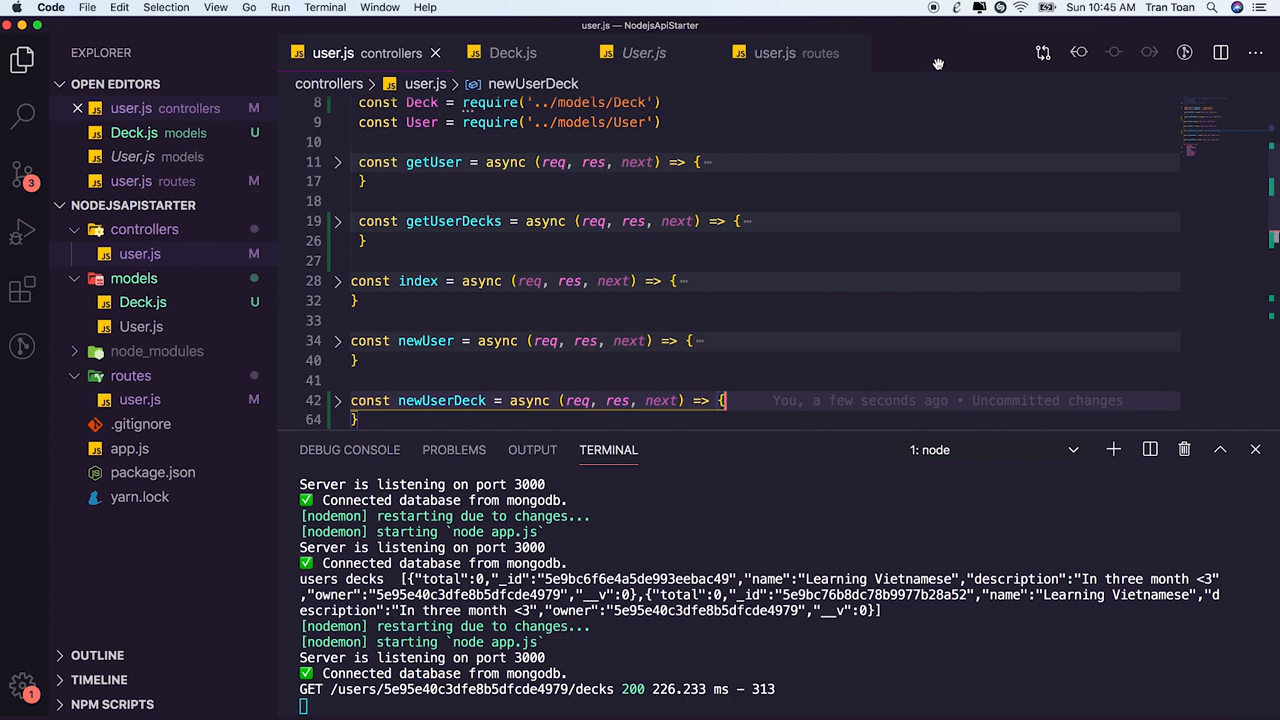 Code File Edit Selection View Go Run Terminal Window Help Sun 10:45 AM Tran Toan
user.js — NodejsApiStarter
EXPLORER
OPEN EDITORS
user.js controllers M
Deck.js models U
User.js models
user.js routes M
NODEJSAPISTARTER
controllers
user.js M
models
Deck.js U
User.js
node_modules
routes
user.js M
.gitignore
app.js
package.json
yarn.lock
OUTLINE
TIMELINE
NPM SCRIPTS
3
1
user.js controllers Deck.js User.js user.js routes
controllers > user.js > newUserDeck
8 const Deck = require('../models/Deck')
9 const User = require('../models/User')
10
11 const getUser = async (req, res, next) => {⋯
17 }
18
19 const getUserDecks = async (req, res, next) => {⋯
26 }
27
28 const index = async (req, res, next) => {⋯
32 }
33
34 const newUser = async (req, res, next) => {⋯
40 }
41
42 const newUserDeck = async (req, res, next) => { You, a few seconds ago • Uncommitted changes
64 }
DEBUG CONSOLE PROBLEMS OUTPUT TERMINAL 1: node
Server is listening on port 3000
✅ Connected database from mongodb.
[nodemon] restarting due to changes...
[nodemon] starting `node app.js`
Server is listening on port 3000
✅ Connected database from mongodb.
users decks [{"total":0,"_id":"5e9bc6f6e4a5de993eebac49","name":"Learning Vietnamese","description":"In three month <3"
,"owner":"5e95e40c3dfe8b5dfcde4979","__v":0},{"total":0,"_id":"5e9bc76b8dc78b9977b28a52","name":"Learning Vietnamese","d
escription":"In three month <3","owner":"5e95e40c3dfe8b5dfcde4979","__v":0}]
[nodemon] restarting due to changes...
[nodemon] starting `node app.js`
Server is listening on port 3000
✅ Connected database from mongodb.
GET /users/5e95e40c3dfe8b5dfcde4979/decks 200 226.233 ms - 313